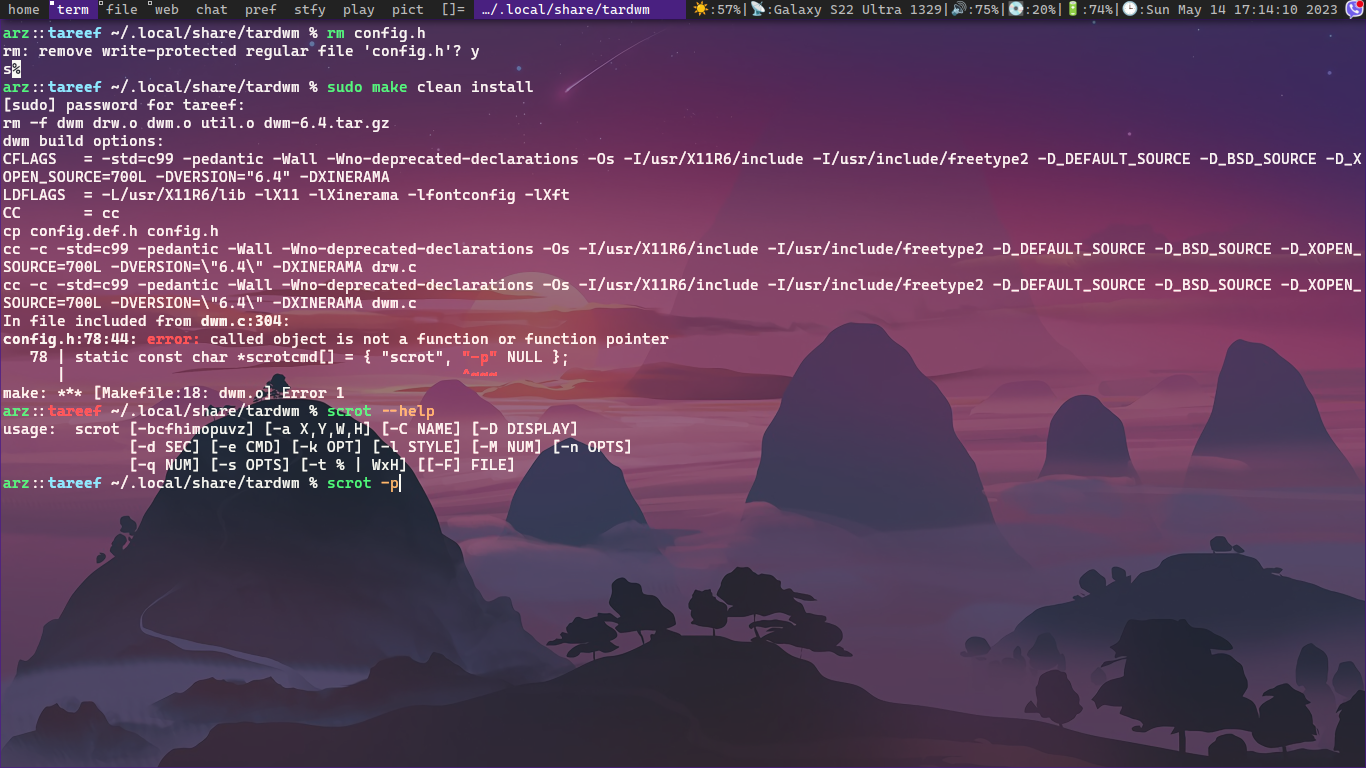 home term file web chat pref stfy play pict []= …/.local/share/tardwm ☀️:57%|📡:Galaxy S22 Ultra 1329|🔊:75%|💽:20%|🔋:74%|🕒:Sun May 14 17:14:10 2023
arz::tareef ~/.local/share/tardwm % rm config.h
rm: remove write-protected regular file 'config.h'? y
s%
arz::tareef ~/.local/share/tardwm % sudo make clean install
[sudo] password for tareef:
rm -f dwm drw.o dwm.o util.o dwm-6.4.tar.gz
dwm build options:
CFLAGS   = -std=c99 -pedantic -Wall -Wno-deprecated-declarations -Os -I/usr/X11R6/include -I/usr/include/freetype2 -D_DEFAULT_SOURCE -D_BSD_SOURCE -D_X
OPEN_SOURCE=700L -DVERSION="6.4" -DXINERAMA
LDFLAGS  = -L/usr/X11R6/lib -lX11 -lXinerama -lfontconfig -lXft
CC       = cc
cp config.def.h config.h
cc -c -std=c99 -pedantic -Wall -Wno-deprecated-declarations -Os -I/usr/X11R6/include -I/usr/include/freetype2 -D_DEFAULT_SOURCE -D_BSD_SOURCE -D_XOPEN_
SOURCE=700L -DVERSION=\"6.4\" -DXINERAMA drw.c
cc -c -std=c99 -pedantic -Wall -Wno-deprecated-declarations -Os -I/usr/X11R6/include -I/usr/include/freetype2 -D_DEFAULT_SOURCE -D_BSD_SOURCE -D_XOPEN_
SOURCE=700L -DVERSION=\"6.4\" -DXINERAMA dwm.c
In file included from dwm.c:304:
config.h:78:44: error: called object is not a function or function pointer
   78 | static const char *scrotcmd[] = { "scrot", "-p" NULL };
      |                                            ^~~~
make: *** [Makefile:18: dwm.o] Error 1
arz::tareef ~/.local/share/tardwm % scrot --help
usage:  scrot [-bcfhimopuvz] [-a X,Y,W,H] [-C NAME] [-D DISPLAY]
              [-d SEC] [-e CMD] [-k OPT] [-l STYLE] [-M NUM] [-n OPTS]
              [-q NUM] [-s OPTS] [-t % | WxH] [[-F] FILE]
arz::tareef ~/.local/share/tardwm % scrot -p